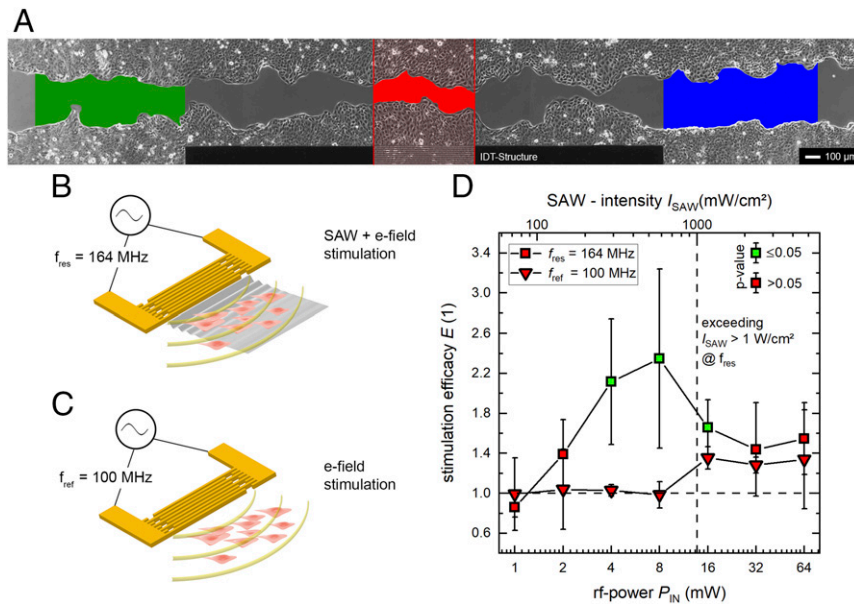 A
IDT-Structure
100 µm
B
f_res = 164 MHz
SAW + e-field
stimulation
C
f_ref = 100 MHz
e-field
stimulation
D
SAW - intensity I_SAW(mW/cm²)
100
1000
3.4
3.0
2.6
2.2
1.8
1.4
1.0
0.6
stimulation efficacy E (1)
f_res = 164 MHz
f_ref = 100 MHz
p-value
≤0.05
>0.05
exceeding
I_SAW > 1 W/cm²
@ f_res
1 2 4 8 16 32 64
rf-power P_IN (mW)